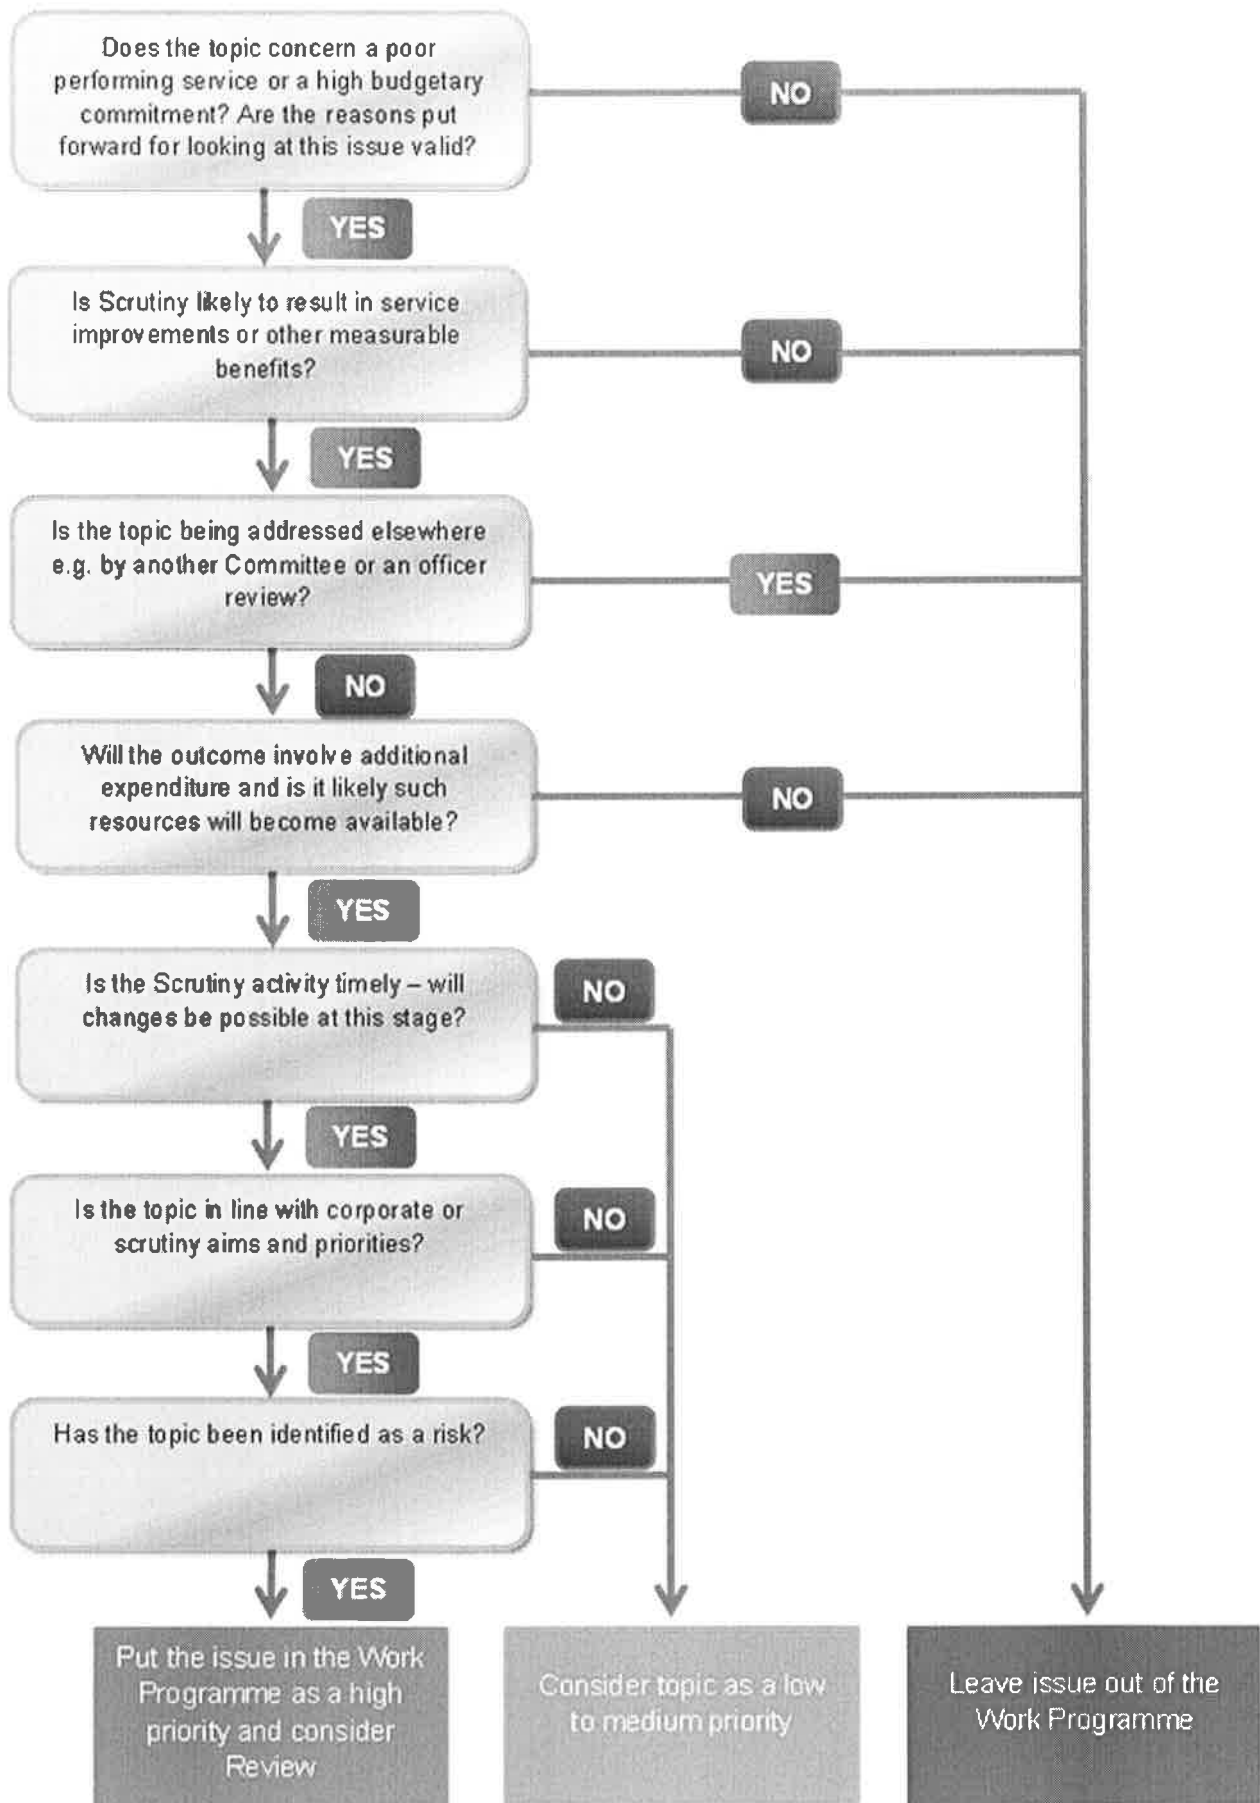 Does the topic concern a poor
performing service or a high budgetary
commitment? Are the reasons put
forward for looking at this issue valid?
NO
YES
Is Scrutiny likely to result in service
improvements or other measurable
benefits?
NO
YES
Is the topic being addressed elsewhere
e.g. by another Committee or an officer
review?
YES
NO
Will the outcome involve additional
expenditure and is it likely such
resources will become available?
NO
YES
Is the Scrutiny activity timely – will
changes be possible at this stage?
NO
YES
Is the topic in line with corporate or
scrutiny aims and priorities?
NO
YES
Has the topic been identified as a risk?
NO
YES
Put the issue in the Work
Programme as a high
priority and consider
Review
Consider topic as a low
to medium priority
Leave issue out of the
Work Programme